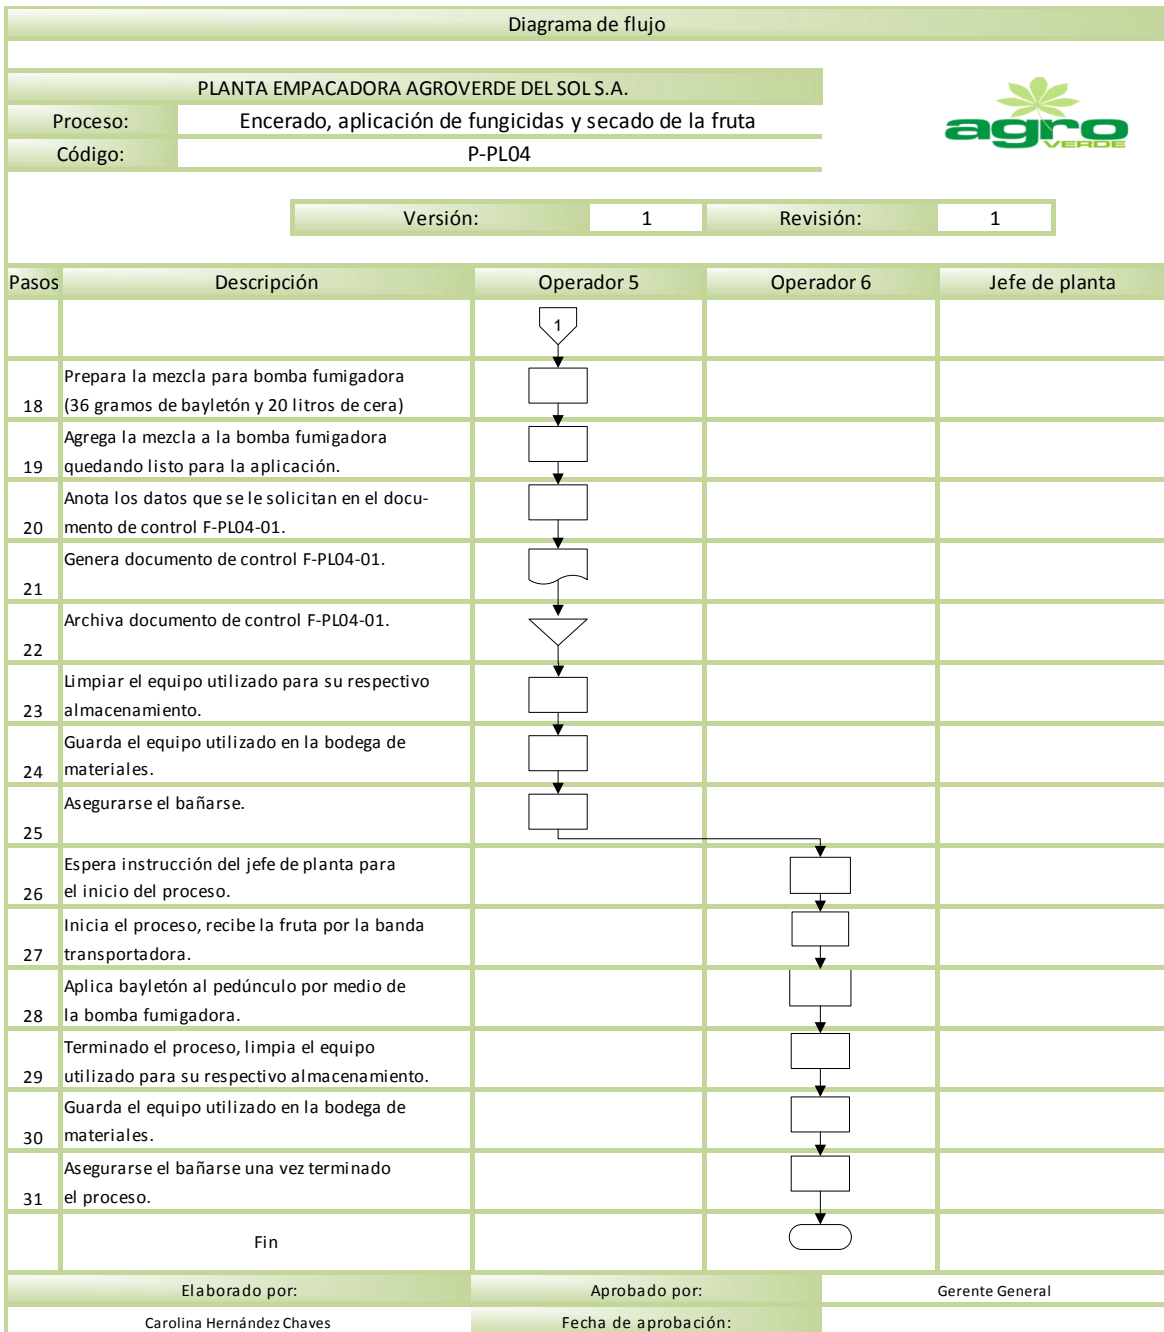 Diagrama de flujo
PLANTA EMPACADORA AGROVERDE DEL SOL S.A.
Proceso: Encerado, aplicación de fungicidas y secado de la fruta
Código: P-PL04
agro
VERDE
Versión: 1 Revisión: 1
Pasos Descripción Operador 5 Operador 6 Jefe de planta
1
Prepara la mezcla para bomba fumigadora
18 (36 gramos de bayletón y 20 litros de cera)
Agrega la mezcla a la bomba fumigadora
19 quedando listo para la aplicación.
Anota los datos que se le solicitan en el docu-
20 mento de control F-PL04-01.
Genera documento de control F-PL04-01.
21
Archiva documento de control F-PL04-01.
22
Limpiar el equipo utilizado para su respectivo
23 almacenamiento.
Guarda el equipo utilizado en la bodega de
24 materiales.
Asegurarse el bañarse.
25
Espera instrucción del jefe de planta para
26 el inicio del proceso.
Inicia el proceso, recibe la fruta por la banda
27 transportadora.
Aplica bayletón al pedúnculo por medio de
28 la bomba fumigadora.
Terminado el proceso, limpia el equipo
29 utilizado para su respectivo almacenamiento.
Guarda el equipo utilizado en la bodega de
30 materiales.
Asegurarse el bañarse una vez terminado
31 el proceso.
Fin
Elaborado por: Aprobado por: Gerente General
Carolina Hernández Chaves Fecha de aprobación: